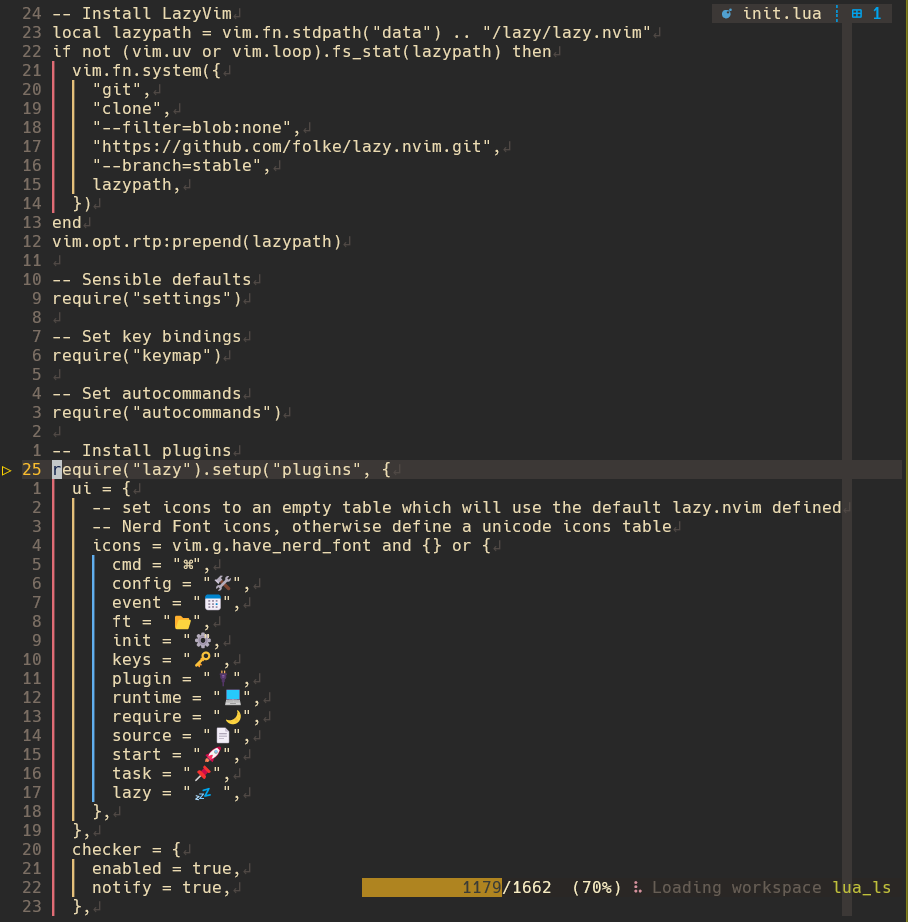 24 -- Install LazyVim↲ init.lua ┊ ⊞ 1
23 local lazypath = vim.fn.stdpath("data") .. "/lazy/lazy.nvim"↲
22 if not (vim.uv or vim.loop).fs_stat(lazypath) then↲
21   vim.fn.system({↲
20     "git",↲
19     "clone",↲
18     "--filter=blob:none",↲
17     "https://github.com/folke/lazy.nvim.git",↲
16     "--branch=stable",↲
15     lazypath,↲
14   })↲
13 end↲
12 vim.opt.rtp:prepend(lazypath)↲
11 ↲
10 -- Sensible defaults↲
9 require("settings")↲
8 ↲
7 -- Set key bindings↲
6 require("keymap")↲
5 ↲
4 -- Set autocommands↲
3 require("autocommands")↲
2 ↲
1 -- Install plugins↲
▷ 25 require("lazy").setup("plugins", {↲
1   ui = {↲
2     -- set icons to an empty table which will use the default lazy.nvim defined↲
3     -- Nerd Font icons, otherwise define a unicode icons table↲
4     icons = vim.g.have_nerd_font and {} or {↲
5       cmd = "⌘",↲
6       config = "🛠",↲
7       event = "📅",↲
8       ft = "📂",↲
9       init = "⚙",↲
10       keys = "🔑",↲
11       plugin = "🔌",↲
12       runtime = "💻",↲
13       require = "🌙",↲
14       source = "📄",↲
15       start = "🚀",↲
16       task = "📌",↲
17       lazy = "💤 ",↲
18     },↲
19   },↲
20   checker = {↲
21     enabled = true,↲
22     notify = true,↲ 1179/1662 (70%) Loading workspace lua_ls
23   },↲